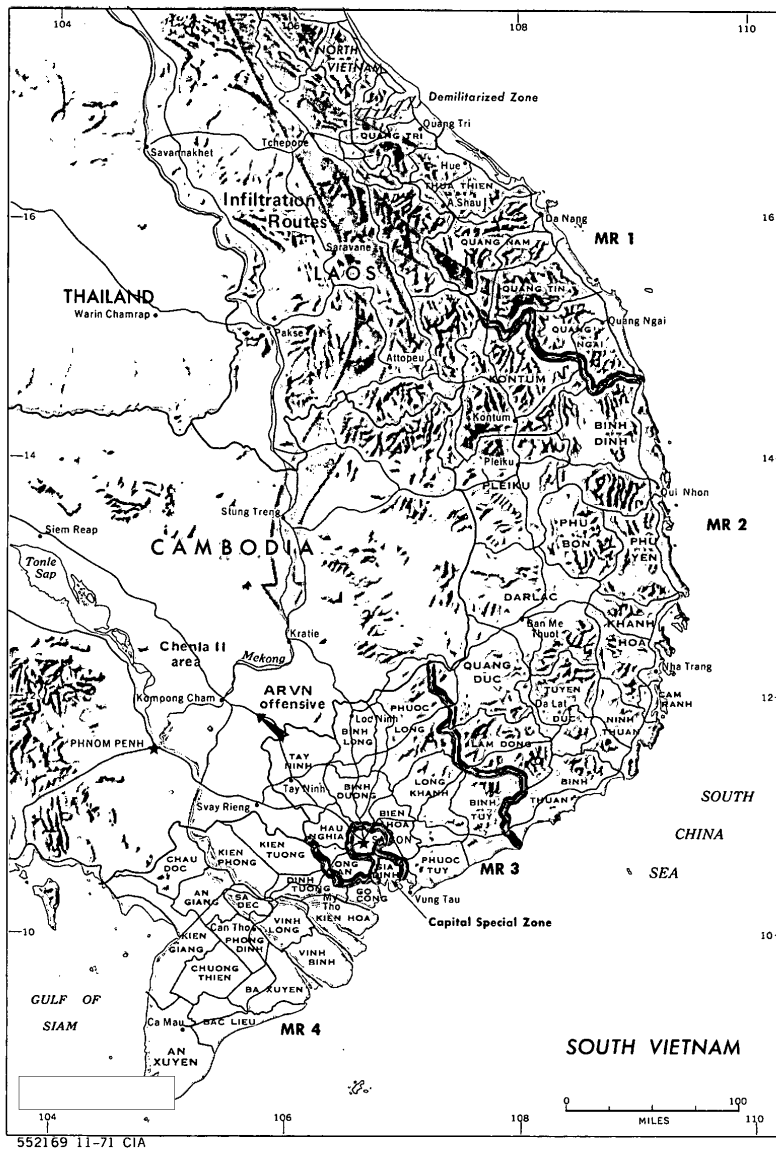 104
106
108
110
NORTH
VIETNAM
Demilitarized Zone
Quang Tri
QUANG TRI
Tchepone
Savannakhet
Hue
THUA THIEN
A Shau
Infiltration
Routes
16
Da Nang
16
MR 1
Saravane
QUANG NAM
LAOS
QUANG TIN
THAILAND
Warin Chamrap
Quang Ngai
QUANG
NGAI
Pakse
Attopeu
KONTUM
Kontum
BINH
DINH
14
14
Pleiku
PLEIKU
Qui Nhon
Stung Treng
MR 2
Siem Reap
PHU
BON
PHU
YEN
CAMBODIA
Tonle
Sap
DARLAC
Ban Me
Thuot
KHANH
HOA
Kratie
Chenla II
area
Mekong
QUANG
DUC
Nha Trang
Kompong Cham
ARVN
offensive
TUYEN
DUC
Da Lat
CAM
RANH
12
12
PHUOC
LONG
Loc Ninh
BINH
LONG
NINH
THUAN
PHNOM PENH
LAM DONG
TAY
NINH
Tay Ninh
BINH
DUONG
LONG
KHANH
BINH
TUY
BINH
THUAN
Svay Rieng
SOUTH
CHINA
SEA
BIEN
HOA
HAU
NGHIA
SAIGON
KIEN
TUONG
KIEN
PHONG
CHAU
DOC
LONG
AN
GIA
DINH
PHUOC
TUY
MR 3
DINH
TUONG
GO
CONG
Vung Tau
AN
GIANG
SA
DEC
My
Tho
KIEN HOA
Capital Special Zone
10
10
Can Tho
VINH
LONG
KIEN
GIANG
PHONG
DINH
VINH
BINH
CHUONG
THIEN
BA XUYEN
GULF OF
SIAM
Ca Mau
BAC LIEU
MR 4
AN
XUYEN
SOUTH VIETNAM
0
100
MILES
104
106
108
110
552169 11-71 CIA